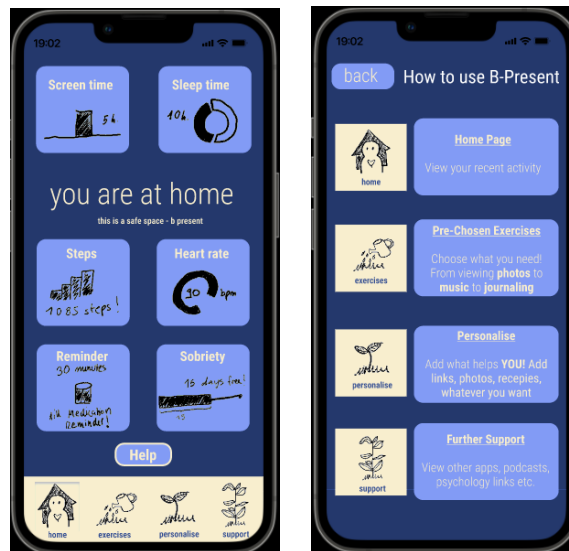 19:02
Screen time
5h
Sleep time
10h
you are at home
this is a safe space - b present
Steps
1085 steps!
Heart rate
90 bpm
Reminder
30 minutes
till Medication
Reminder!
Sobriety
15 days free!
Help
home
exercises
personalise
support
19:02
back
How to use B-Present
home
Home Page
View your recent activity
exercises
Pre-Chosen Exercises
Choose what you need!
From viewing photos to
music to journaling
personalise
Personalise
Add what helps YOU! Add
links, photos, recepies,
whatever you want
support
Further Support
View other apps, podcasts,
psychology links etc.